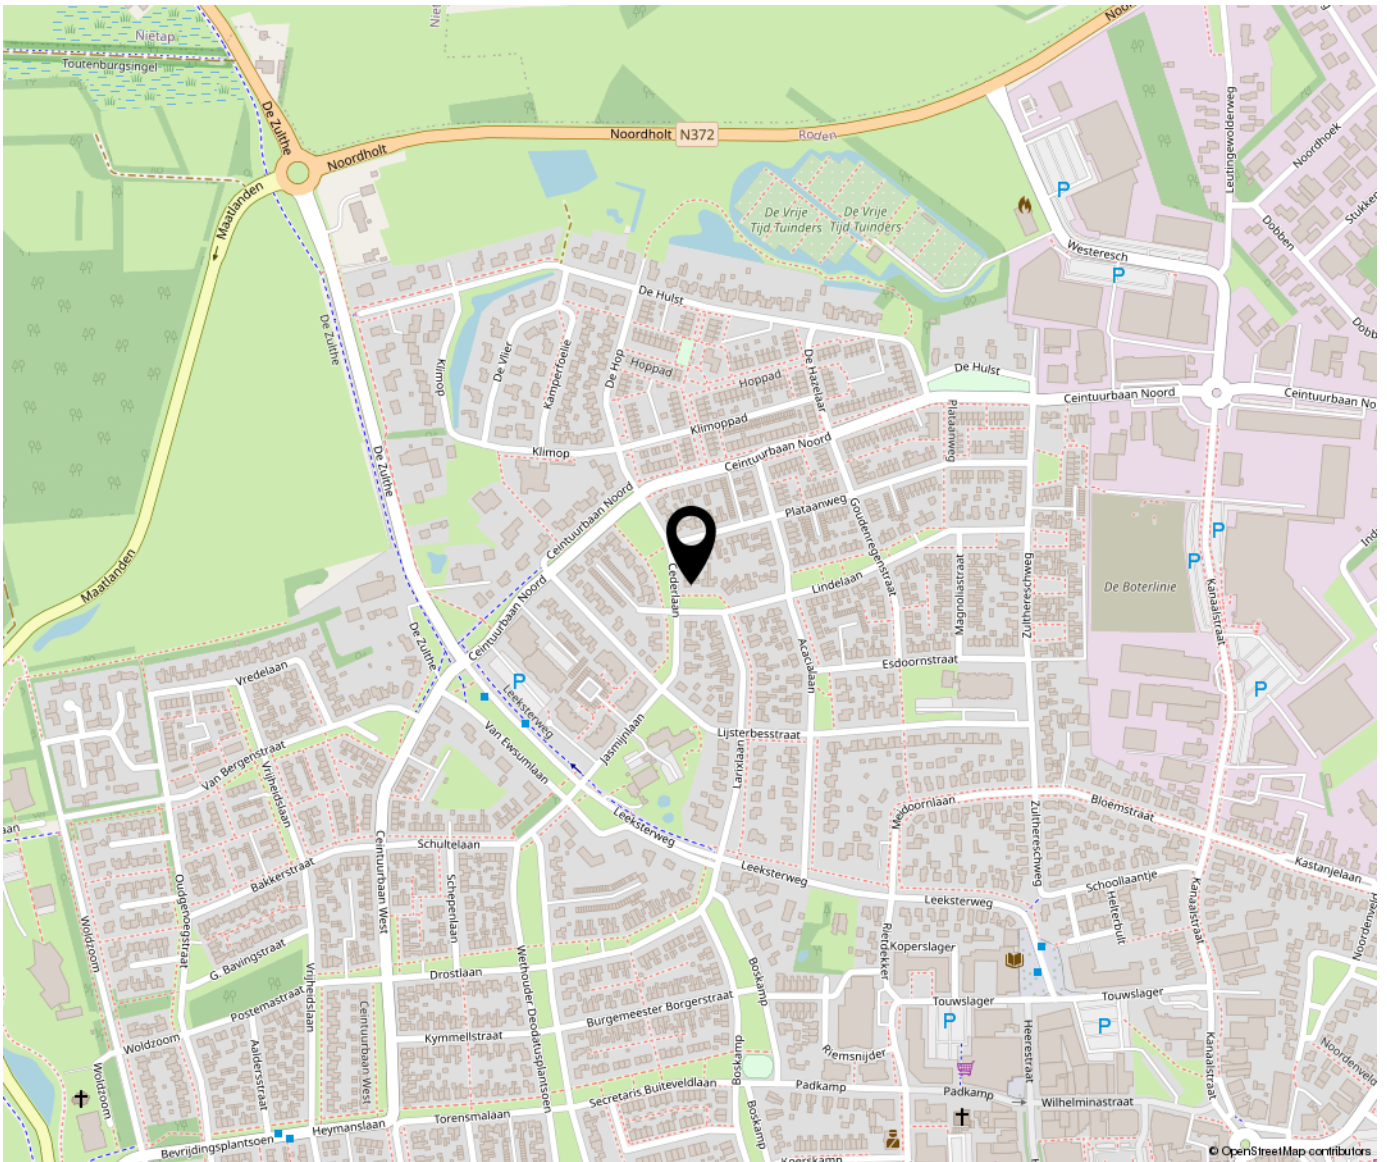 Nietap
Toutenburgsingel
De Zulthe
Noordholt
Noordholt N372
Roden
Maatlanden
Leutingewolderweg
Noordhoek
Dobben
De Vrije
Tijd Tuinders
De Vrije
Tijd Tuinders
P
Westeresch
P
De Zulthe
De Hulst
De Vlier
Klimop
Kamperfoelie
De Hop
Hoppad
Hoppad
De Hazelaar
De Hulst
Ceintuurbaan Noord
Klimoppad
Ceintuurbaan Noord
Plataanweg
Klimop
De Zulthe
Ceintuurbaan Noord
Plataanweg
Goudenregenstraat
P
P
Maatlanden
Cederlaan
Lindelaan
Magnoliastraat
Zulthereschweg
De Boterlinie
Kanaalstraat
Ceintuurbaan Noord
De Zulthe
Acacialaan
Esdoornstraat
Vredelaan
P
Leeksterweg
P
Van Ewsumlaan
Jasmijnlaan
Lijsterbesstraat
Larixlaan
Van Bergenstraat
Vrijheidslaan
Meidoornlaan
Bloemstraat
Zulthereschweg
Leeksterweg
Ceintuurbaan West
Schultelaan
Bakkerstraat
Oudgenoegstraat
Schepenlaan
Leeksterweg
Kastanjelaan
Schoollaantje
Helterbult
Kanaalstraat
Leeksterweg
Woldzoom
G. Bavingstraat
Drostlaan
Wethouder Deodatusplantsoen
Boskamp
Rietdekker
Koperslager
Postemastraat
Vrijheidslaan
Ceintuurbaan West
Burgemeester Borgerstraat
Touwslager
Touwslager
P
P
Kymmellstraat
Woldzoom
Aaldersstraat
Boskamp
Riemsnijder
Heerestraat
Kanaalstraat
Woldzoom
Secretaris Buiteveldlaan
Padkamp
Padkamp
Wilhelminastraat
Torensmalaan
Heymanslaan
Bevrijdingsplantsoen
Boskamp
© OpenStreetMap contributors